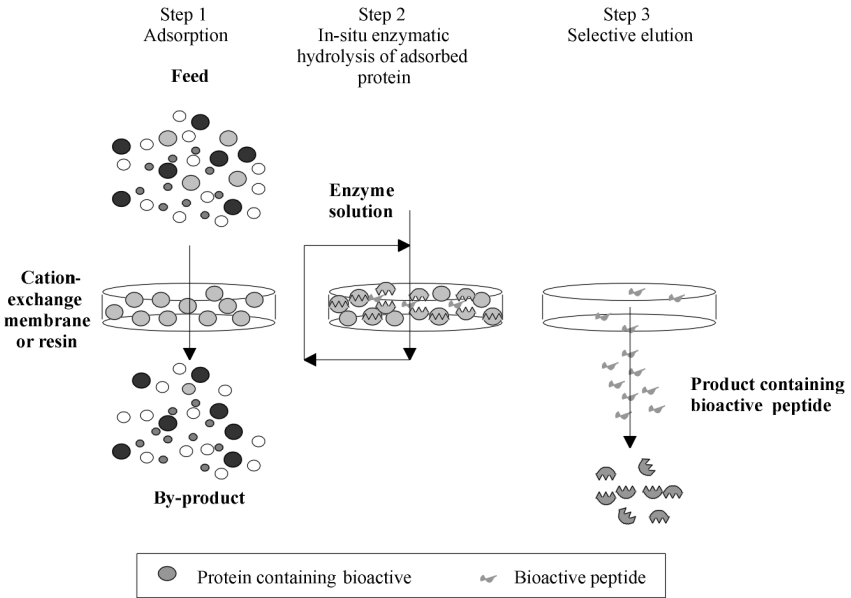 Step 1
Adsorption
Step 2
In-situ enzymatic
hydrolysis of adsorbed
protein
Step 3
Selective elution
Feed
Enzyme
solution
Cation-
exchange
membrane
or resin
Product containing
bioactive peptide
By-product
Protein containing bioactive
Bioactive peptide